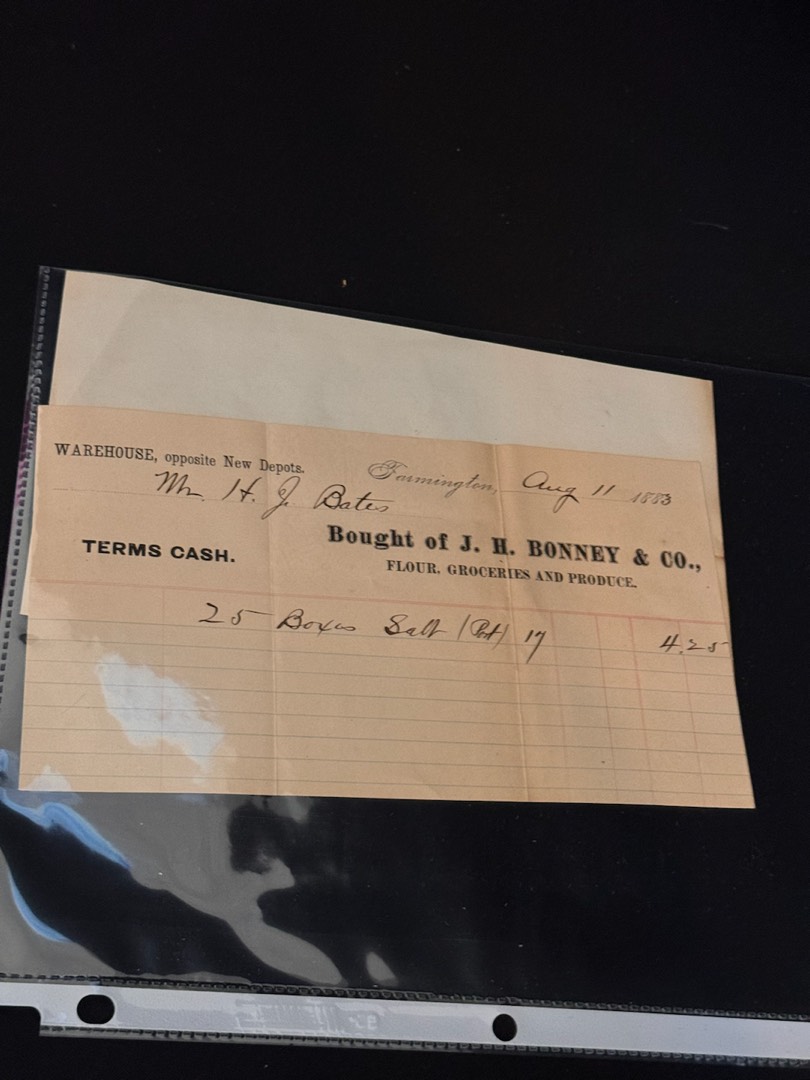 WAREHOUSE, opposite New Depots.
Farmington, Aug 11 1883
Mr. H. J. Bates
TERMS CASH.
Bought of J. H. BONNEY & CO.,
FLOUR, GROCERIES AND PRODUCE.
25 Boxes Salt 17 4.25